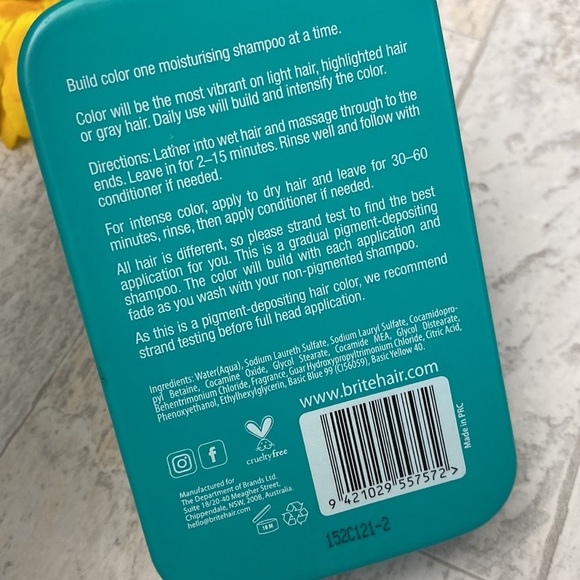 Build color one moisturising shampoo at a time.
Color will be the most vibrant on light hair, highlighted hair
or gray hair. Daily use will build and intensify the color.
Directions: Lather into wet hair and massage through to the
ends. Leave in for 2–15 minutes. Rinse well and follow with
conditioner if needed.
For intense color, apply to dry hair and leave for 30–60
minutes, rinse, then apply conditioner if needed.
All hair is different, so please strand test to find the best
application for you. This is a gradual pigment-depositing
shampoo. The color will build with each application and
fade as you wash with your non-pigmented shampoo.
As this is a pigment-depositing hair color, we recommend
strand testing before full head application.
Ingredients: Water(Aqua), Sodium Laureth Sulfate, Sodium Lauryl Sulfate, Cocamidopro-
pyl Betaine, Cocamine Oxide, Glycol Stearate, Cocamide MEA, Glycol Distearate,
Behentrimonium Chloride, Fragrance, Guar Hydroxypropyltrimonium Chloride, Citric Acid,
Phenoxyethanol, Ethylhexylglycerin, Basic Blue 99 (CI56059), Basic Yellow 40.
www.britehair.com
crueltyfree
Manufactured for
The Department of Brands Ltd.
Suite 18/20-40 Meagher Street,
Chippendale, NSW, 2008, Australia.
hello@britehair.com
18 M
9 421029 557572 >
Made in PRC
152C121-2